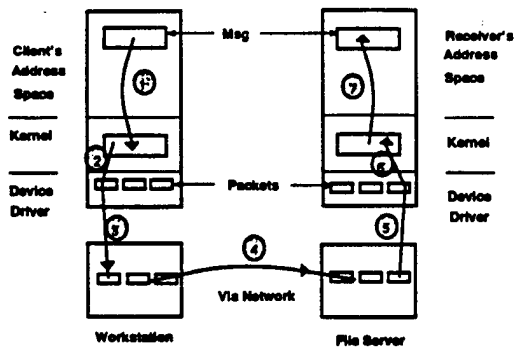 Msg
Client's
Address
Space
Receiver's
Address
Space
1
7
Kernel
Kernel
2
6
Device
Driver
Packets
Device
Driver
3
4
5
Via Network
Workstation
File Server